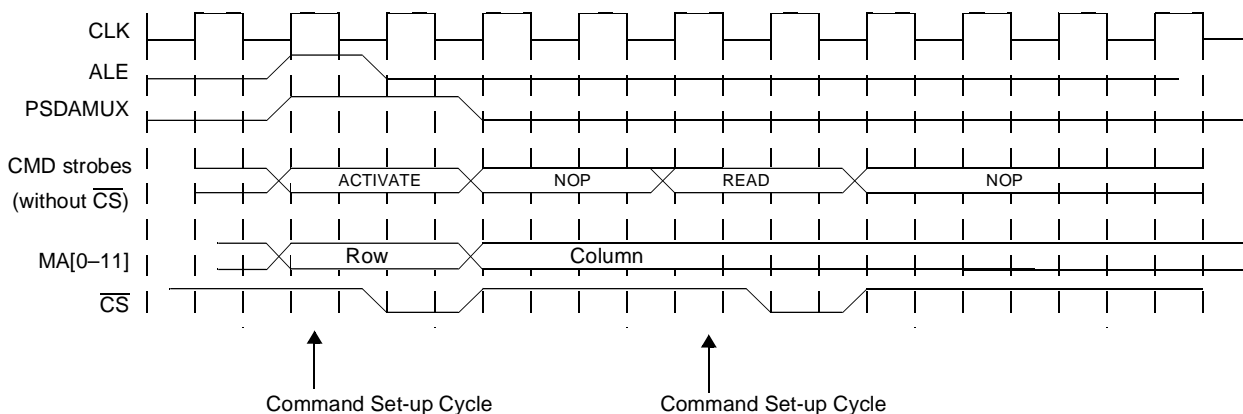 CLK
ALE
PSDAMUX
CMD strobes
(without CS)
ACTIVATE NOP READ NOP
MA[0–11]
Row Column
CS
Command Set-up Cycle Command Set-up Cycle